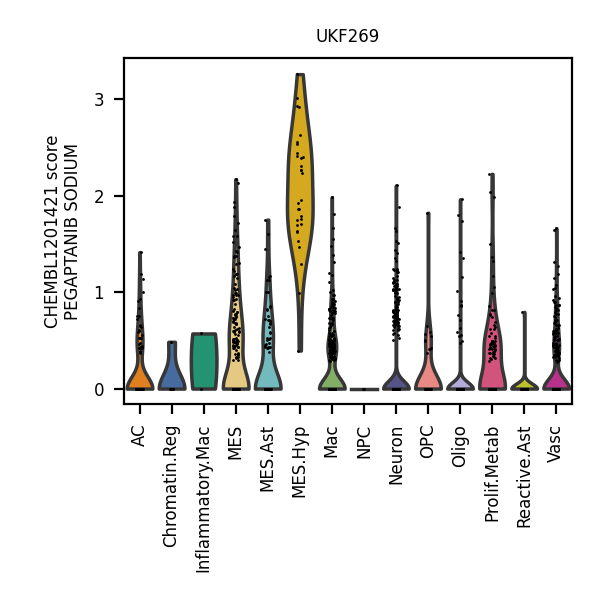 UKF269
CHEMBL1201421 score
PEGAPTANIB SODIUM
3
2
1
0
AC
Chromatin.Reg
Inflammatory.Mac
MES
MES.Ast
MES.Hyp
Mac
NPC
Neuron
OPC
Oligo
Prolif.Metab
Reactive.Ast
Vasc